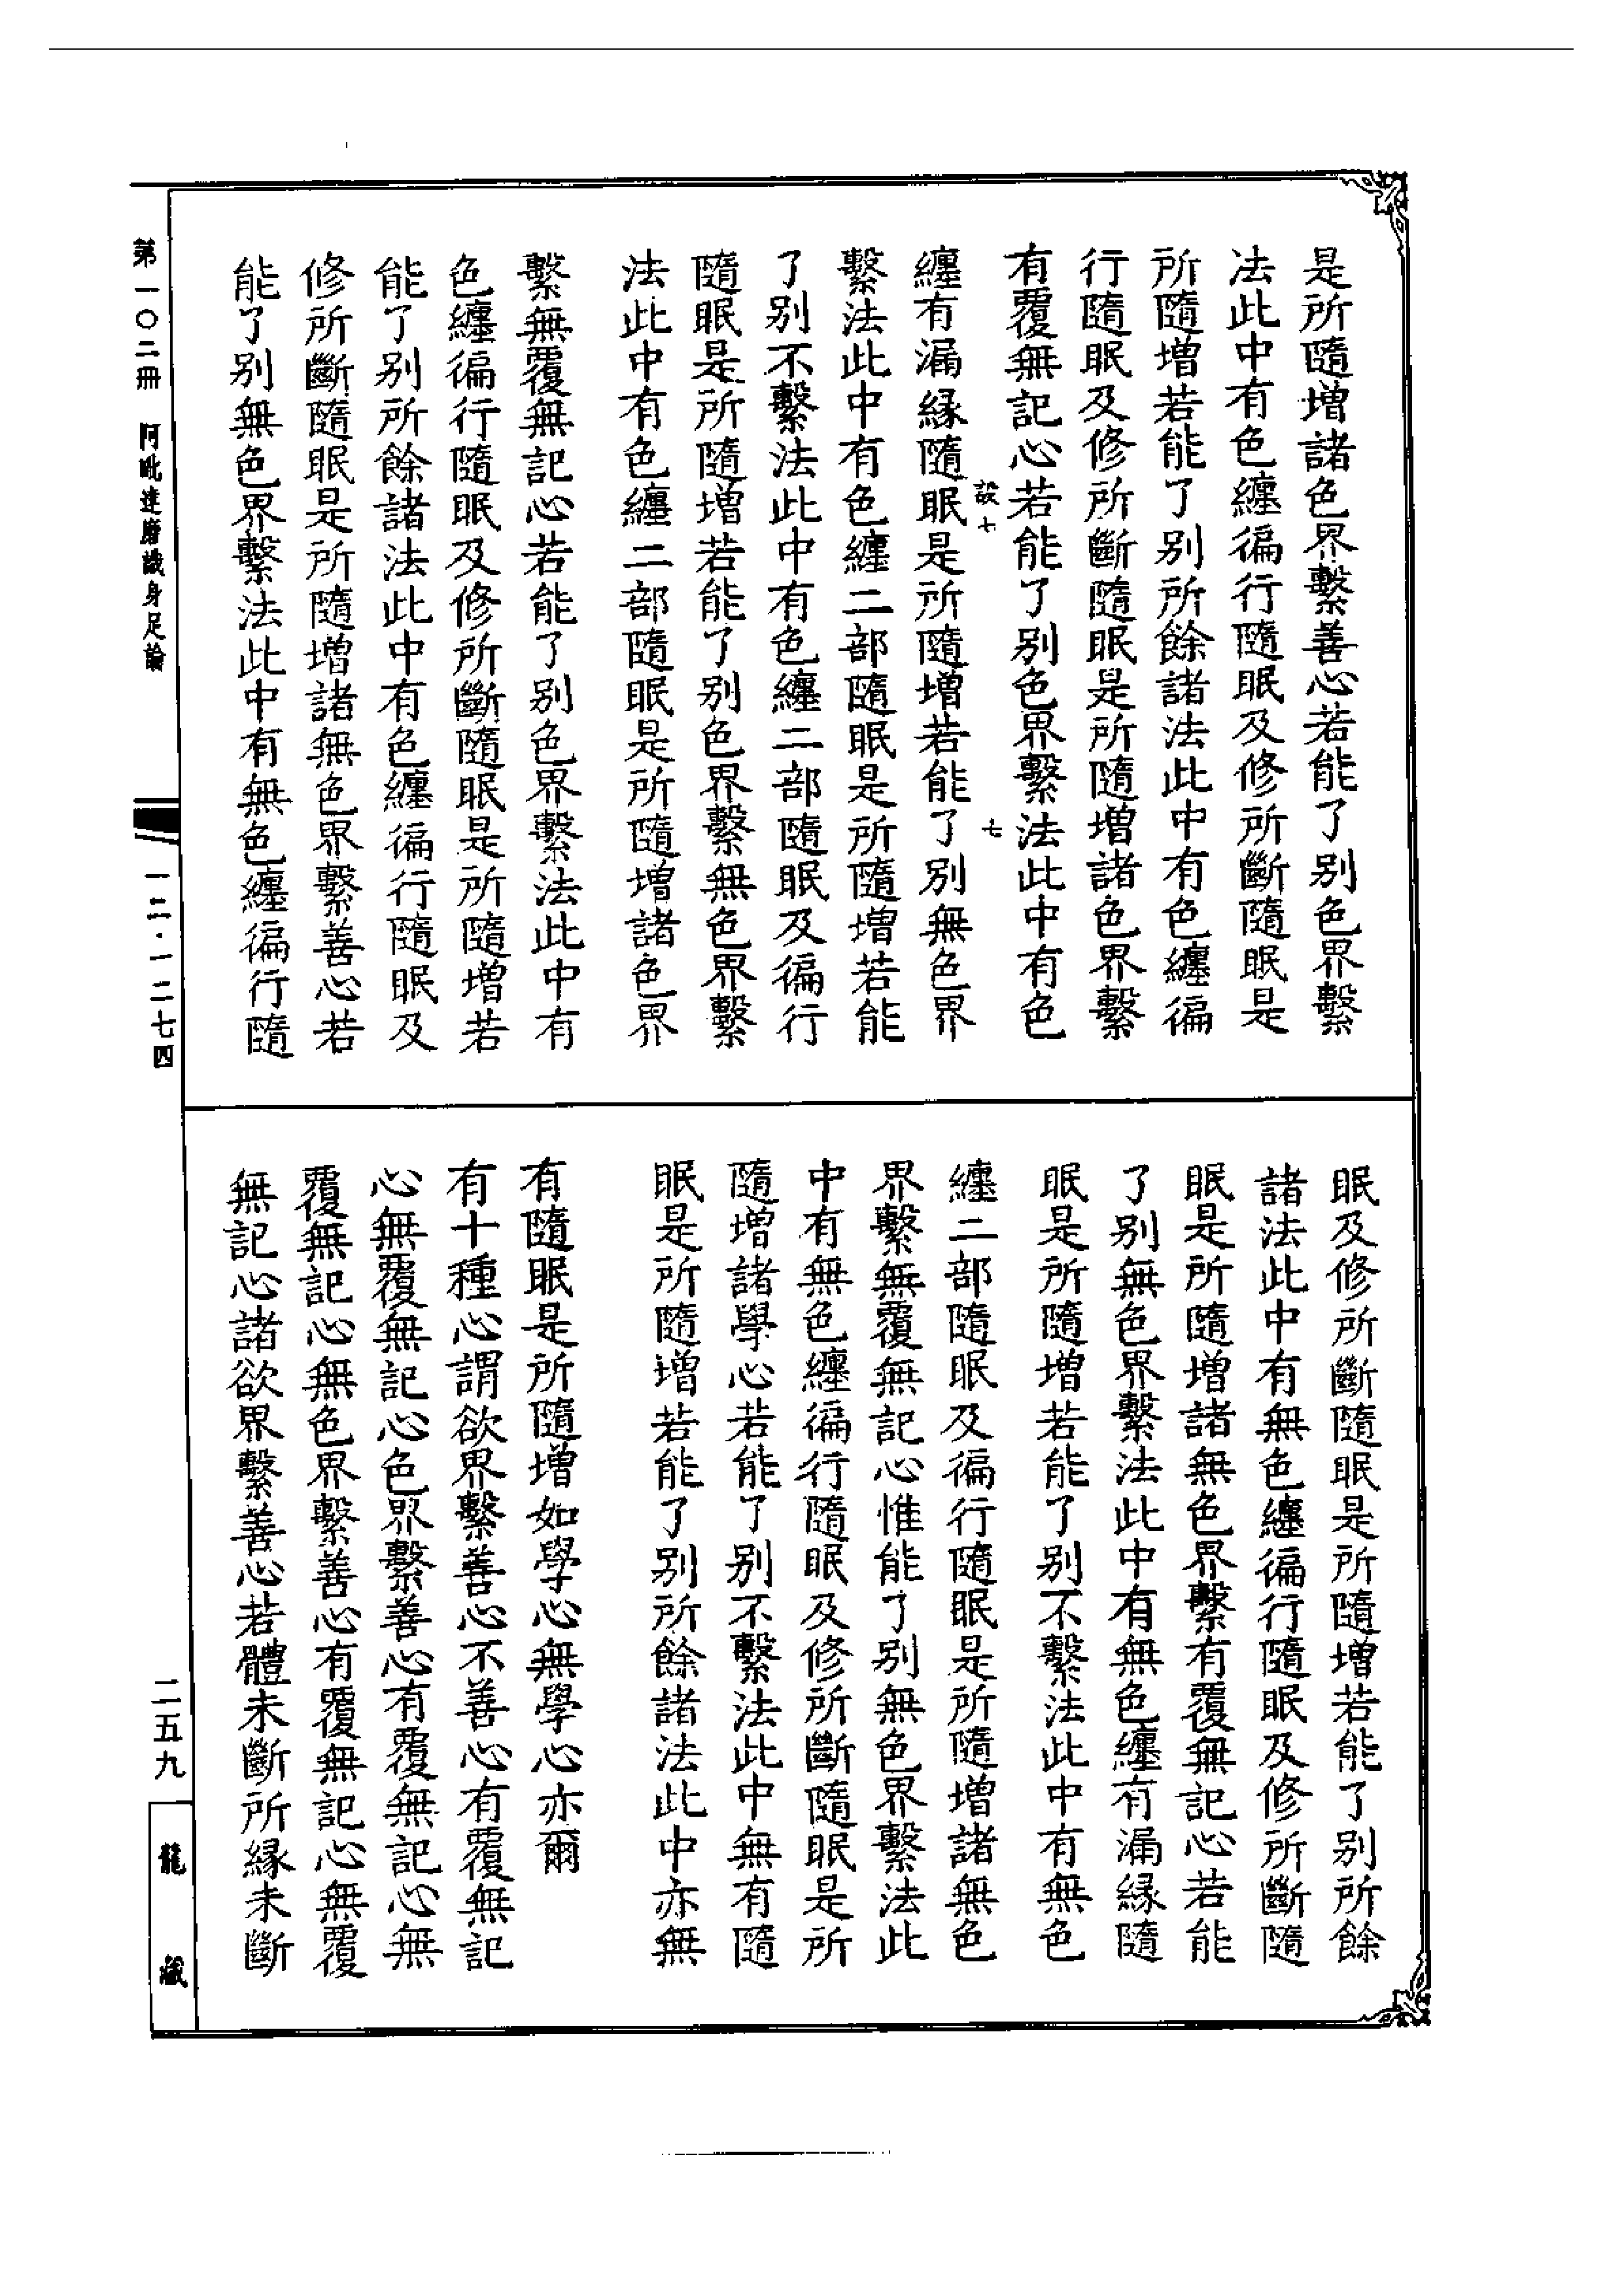 是所隨增諸色界繫善心若能了別色界繫
法此中有色纏徧行隨眠及修所斷隨眠是
所隨增若能了別所餘諸法此中有色纏徧
行隨眠及修所斷隨眠是所隨增諸色界繫
有覆無記心若能了別色界繫法此中有色
設七
七
纏有漏緣隨眠是所隨增若能了別無色界
繫法此中有色纏二部隨眠是所隨增若能
了別不繫法此中有色纏二部隨眠及徧行
隨眠是所隨增若能了別色界繫無色界繫
法此中有色纏二部隨眠是所隨增諸色界
繫無覆無記心若能了別色界繫法此中有
色纏徧行隨眠及修所斷隨眠是所隨增若
能了別所餘諸法此中有色纏徧行隨眠及
修所斷隨眠是所隨增諸無色界繫善心若
能了別無色界繫法此中有無色纏徧行隨
眠及修所斷隨眠是所隨增若能了別所餘
諸法此中有無色纏徧行隨眠及修所斷隨
眠是所隨增諸無色界繫有覆無記心若能
了別無色界繫法此中有無色纏有漏緣隨
眠是所隨增若能了別不繫法此中有無色
纏二部隨眠及徧行隨眠是所隨增諸無色
界繫無覆無記心惟能了別無色界繫法此
中有無色纏徧行隨眠及修所斷隨眠是所
隨增諸學心若能了別不繫法此中無有隨
眠是所隨增若能了別所餘諸法此中亦無
有隨眠是所隨增如學心無學心亦爾
有十種心謂欲界繫善心不善心有覆無記
心無覆無記心色界繫善心有覆無記心無
覆無記心無色界繫善心有覆無記心無覆
無記心諸欲界繫善心若體未斷所緣未斷
第一〇二冊 阿毗達磨識身足論
一二·一二七四
二五九
龍藏